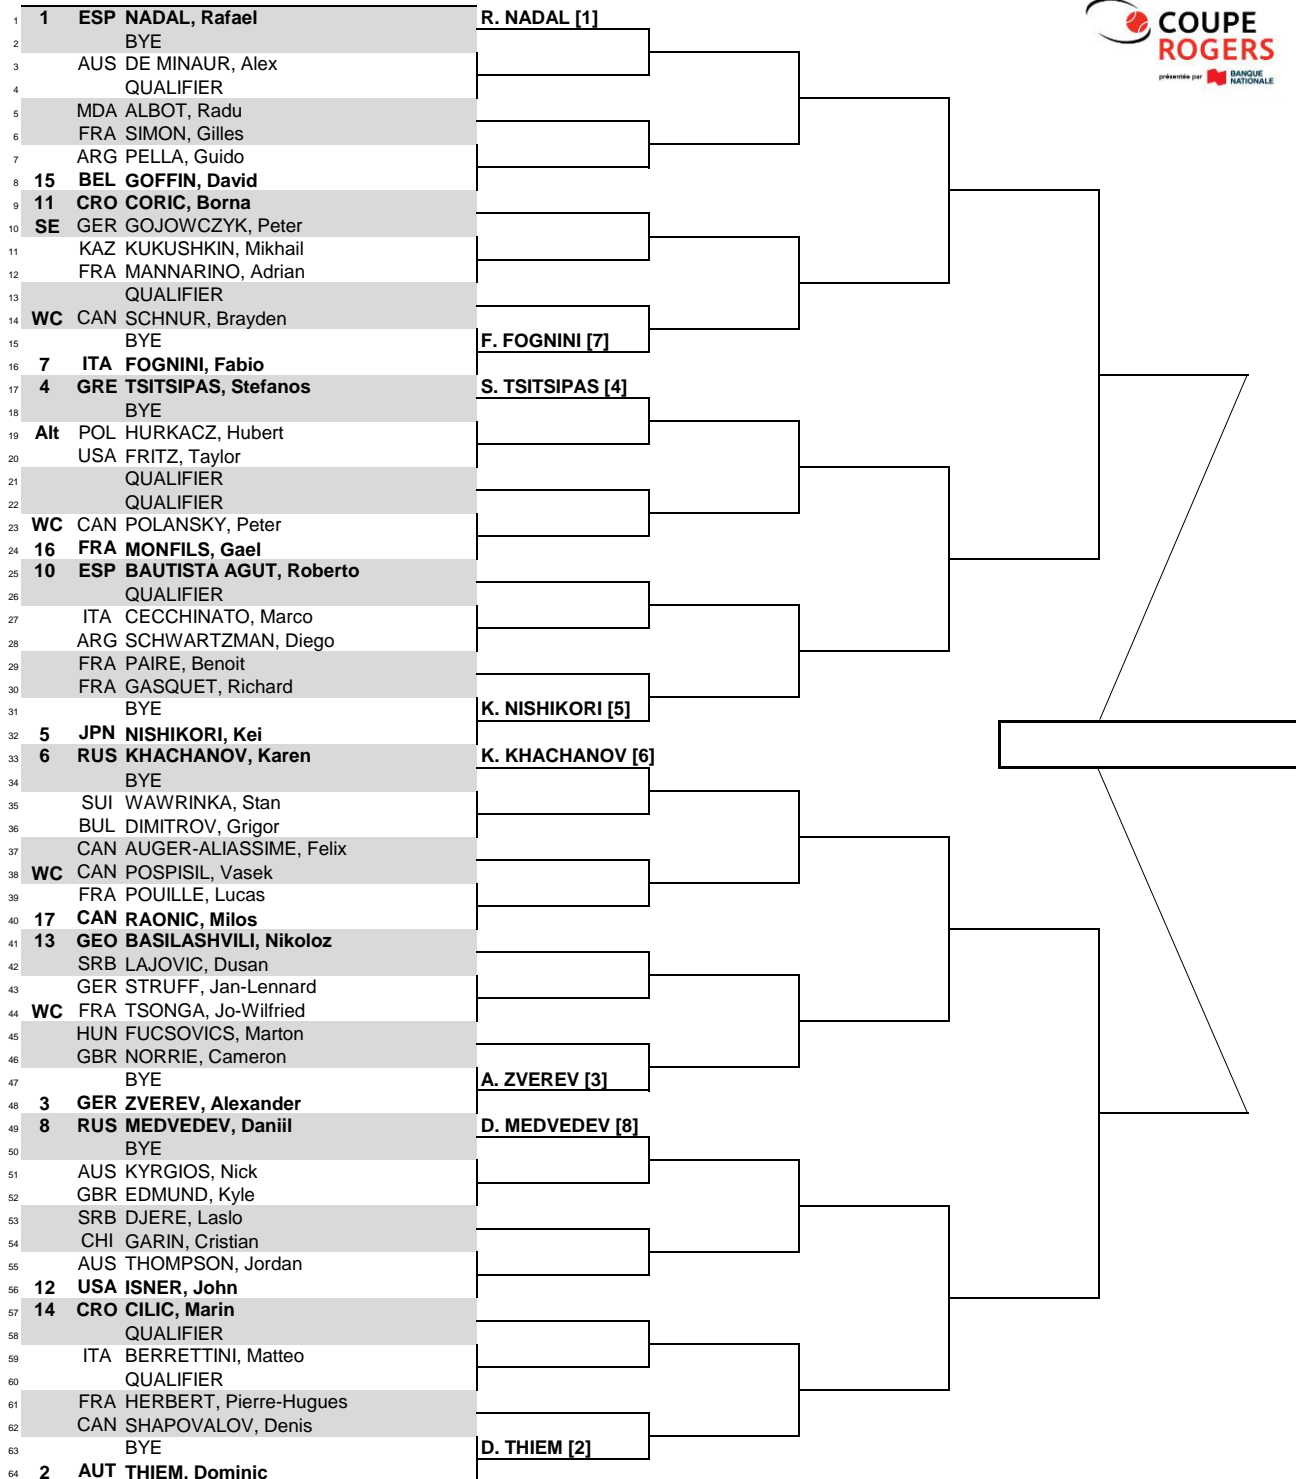 1 1 ESP NADAL, Rafael R. NADAL [1]
2 BYE
3 AUS DE MINAUR, Alex
4 QUALIFIER
5 MDA ALBOT, Radu
6 FRA SIMON, Gilles
7 ARG PELLA, Guido
8 15 BEL GOFFIN, David
9 11 CRO CORIC, Borna
10 SE GER GOJOWCZYK, Peter
11 KAZ KUKUSHKIN, Mikhail
12 FRA MANNARINO, Adrian
13 QUALIFIER
14 WC CAN SCHNUR, Brayden
15 BYE F. FOGNINI [7]
16 7 ITA FOGNINI, Fabio
17 4 GRE TSITSIPAS, Stefanos S. TSITSIPAS [4]
18 BYE
19 Alt POL HURKACZ, Hubert
20 USA FRITZ, Taylor
21 QUALIFIER
22 QUALIFIER
23 WC CAN POLANSKY, Peter
24 16 FRA MONFILS, Gael
25 10 ESP BAUTISTA AGUT, Roberto
26 QUALIFIER
27 ITA CECCHINATO, Marco
28 ARG SCHWARTZMAN, Diego
29 FRA PAIRE, Benoit
30 FRA GASQUET, Richard
31 BYE K. NISHIKORI [5]
32 5 JPN NISHIKORI, Kei
33 6 RUS KHACHANOV, Karen K. KHACHANOV [6]
34 BYE
35 SUI WAWRINKA, Stan
36 BUL DIMITROV, Grigor
37 CAN AUGER-ALIASSIME, Felix
38 WC CAN POSPISIL, Vasek
39 FRA POUILLE, Lucas
40 17 CAN RAONIC, Milos
41 13 GEO BASILASHVILI, Nikoloz
42 SRB LAJOVIC, Dusan
43 GER STRUFF, Jan-Lennard
44 WC FRA TSONGA, Jo-Wilfried
45 HUN FUCSOVICS, Marton
46 GBR NORRIE, Cameron
47 BYE A. ZVEREV [3]
48 3 GER ZVEREV, Alexander
49 8 RUS MEDVEDEV, Daniil D. MEDVEDEV [8]
50 BYE
51 AUS KYRGIOS, Nick
52 GBR EDMUND, Kyle
53 SRB DJERE, Laslo
54 CHI GARIN, Cristian
55 AUS THOMPSON, Jordan
56 12 USA ISNER, John
57 14 CRO CILIC, Marin
58 QUALIFIER
59 ITA BERRETTINI, Matteo
60 QUALIFIER
61 FRA HERBERT, Pierre-Hugues
62 CAN SHAPOVALOV, Denis
63 BYE D. THIEM [2]
64 2 AUT THIEM, Dominic
COUPE
ROGERS
présentée par BANQUE
NATIONALE